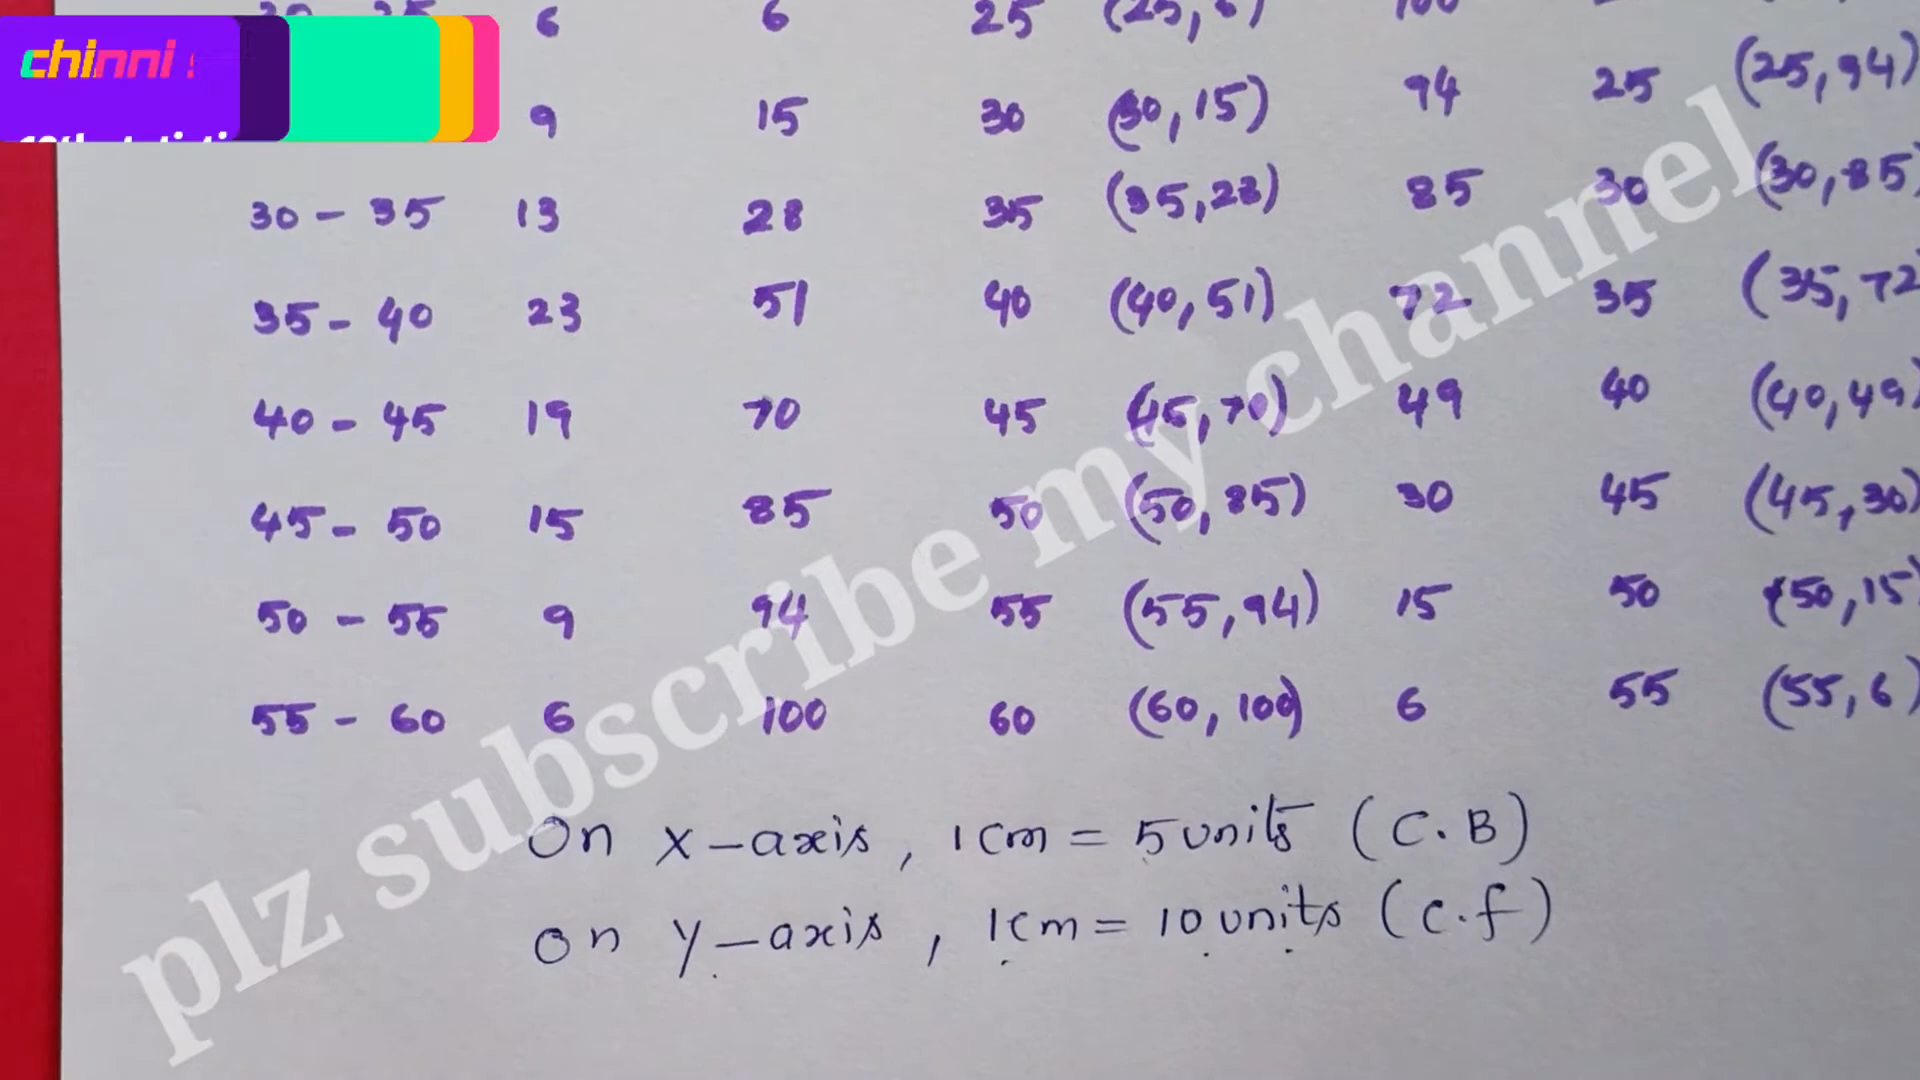 6 6 25
chinni
9 15 30 (30,15) 94 25 (25,94)
30 - 35 13 28 35 (35,28) 85 30 (30,85)
35 - 40 23 51 40 (40,51) 72 35 (35,72
40 - 45 19 70 45 (45,70) 49 40 (40,49)
45 - 50 15 85 50 (50,85) 30 45 (45,30)
50 - 55 9 94 55 (55,94) 15 50 (50,15)
55 - 60 6 100 60 (60,100) 6 55 (55,6)
On x-axis, 1cm = 5 units (C.B)
On y-axis, 1cm = 10 units (c.f)
plz subscribe my channel